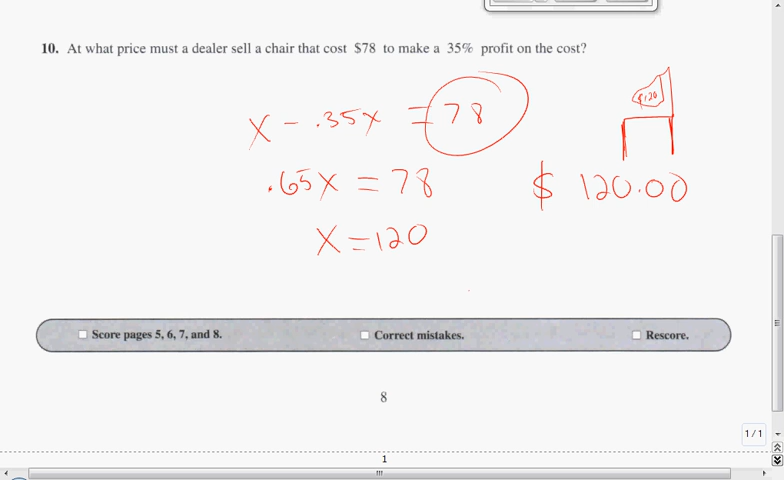 10. At what price must a dealer sell a chair that cost $78 to make a 35% profit on the cost?
$120
x - .35x = 78
.65x = 78
$ 120.00
x = 120
Score pages 5, 6, 7, and 8. Correct mistakes. Rescore.
8
1 / 1
1